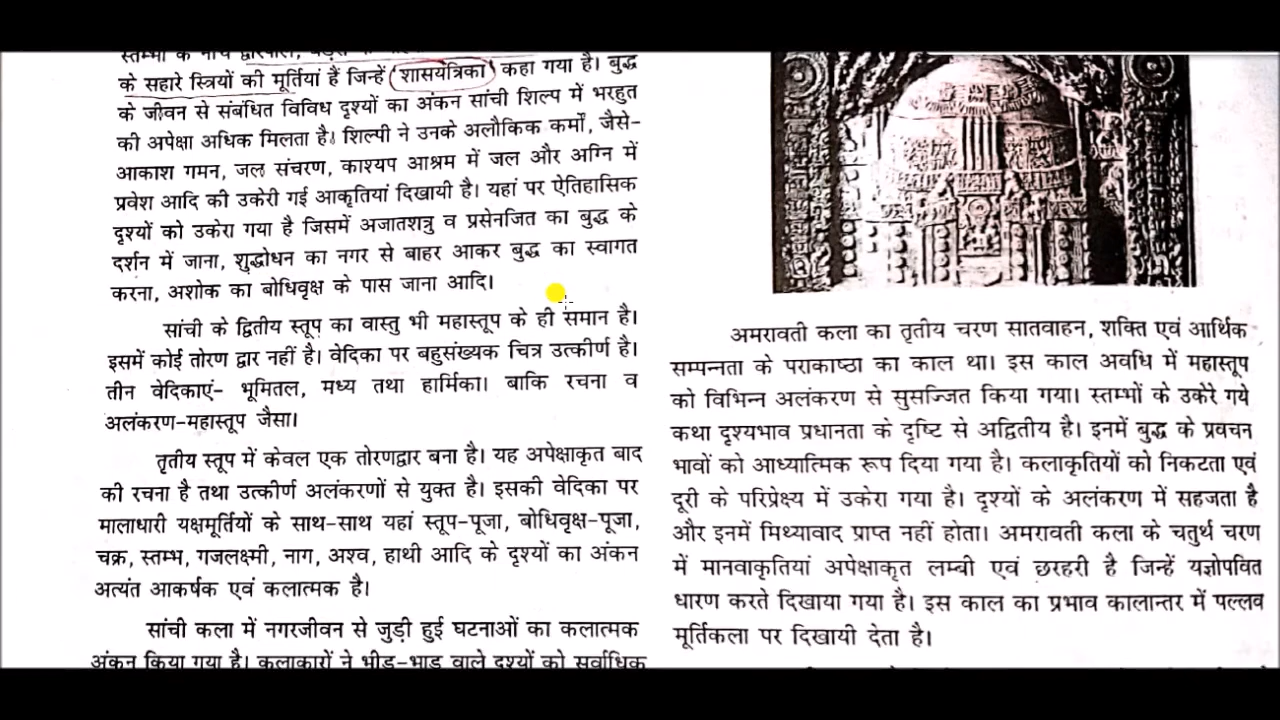 के सहारे स्त्रियों की मूर्तियां हैं जिन्हें (शासयंत्रिका) कहा गया है। बुद्ध
के जीवन से संबंधित विविध दृश्यों का अंकन सांची शिल्प में भरहुत
की अपेक्षा अधिक मिलता है। शिल्पी ने उनके अलौकिक कर्मों, जैसे-
आकाश गमन, जल संचरण, काश्यप आश्रम में जल और अग्नि में
प्रवेश आदि की उकेरी गई आकृतियां दिखायी है। यहां पर ऐतिहासिक
दृश्यों को उकेरा गया है जिसमें अजातशत्रु व प्रसेनजित का बुद्ध के
दर्शन में जाना, शुद्धोधन का नगर से बाहर आकर बुद्ध का स्वागत
करना, अशोक का बोधिवृक्ष के पास जाना आदि।
सांची के द्वितीय स्तूप का वास्तु भी महास्तूप के ही समान है।
इसमें कोई तोरण द्वार नहीं है। वेदिका पर बहुसंख्यक चित्र उत्कीर्ण है।
तीन वेदिकाएं- भूमितल, मध्य तथा हार्मिका। बाकि रचना व
अलंकरण-महास्तूप जैसा।
तृतीय स्तूप में केवल एक तोरणद्वार बना है। यह अपेक्षाकृत बाद
की रचना है तथा उत्कीर्ण अलंकरणों से युक्त है। इसकी वेदिका पर
मालाधारी यक्षमूर्तियों के साथ-साथ यहां स्तूप-पूजा, बोधिवृक्ष-पूजा,
चक्र, स्तम्भ, गजलक्ष्मी, नाग, अश्व, हाथी आदि के दृश्यों का अंकन
अत्यंत आकर्षक एवं कलात्मक है।
सांची कला में नगरजीवन से जुड़ी हुई घटनाओं का कलात्मक
अंकन किया गया है। कलाकारों ने भीड़-भाड़ वाले दृश्यों को सर्वाधिक
अमरावती कला का तृतीय चरण सातवाहन, शक्ति एवं आर्थिक
सम्पन्नता के पराकाष्ठा का काल था। इस काल अवधि में महास्तूप
को विभिन्न अलंकरण से सुसज्जित किया गया। स्तम्भों के उकेरे गये
कथा दृश्यभाव प्रधानता के दृष्टि से अद्वितीय है। इनमें बुद्ध के प्रवचन
भावों को आध्यात्मिक रूप दिया गया है। कलाकृतियों को निकटता एवं
दूरी के परिप्रेक्ष्य में उकेरा गया है। दृश्यों के अलंकरण में सहजता है
और इनमें मिथ्यावाद प्राप्त नहीं होता। अमरावती कला के चतुर्थ चरण
में मानवाकृतियां अपेक्षाकृत लम्बी एवं छरहरी है जिन्हें यज्ञोपवित
धारण करते दिखाया गया है। इस काल का प्रभाव कालान्तर में पल्लव
मूर्तिकला पर दिखायी देता है।